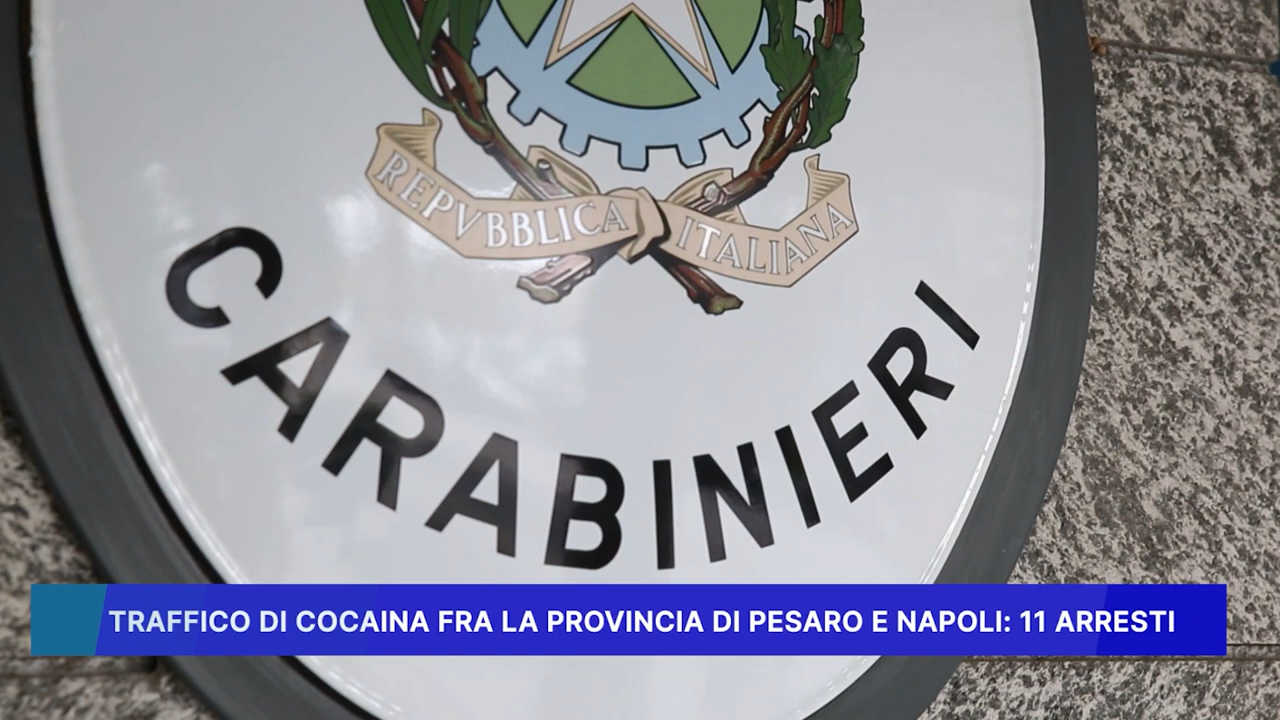 REPVBBLICA ITALIANA
CARABINIERI
TRAFFICO DI COCAINA FRA LA PROVINCIA DI PESARO E NAPOLI: 11 ARRESTI